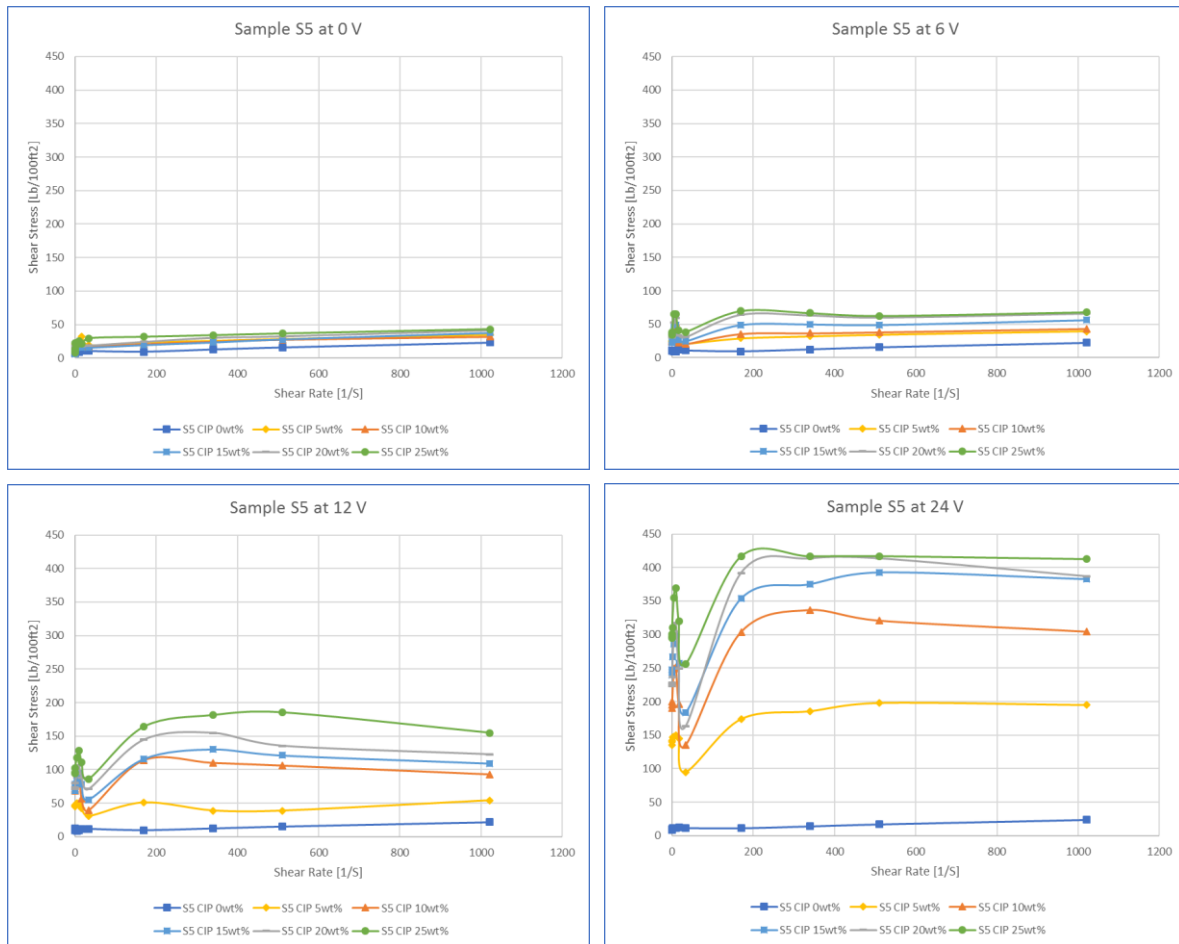 Sample S5 at 0 V
450
400
350
300
250
200
150
100
50
0
Shear Stress [Lb/100ft2]
0 200 400 600 800 1000 1200
Shear Rate [1/S]
S5 CIP 0wt% S5 CIP 5wt% S5 CIP 10wt%
S5 CIP 15wt% S5 CIP 20wt% S5 CIP 25wt%
Sample S5 at 6 V
450
400
350
300
250
200
150
100
50
0
Shear Stress [Lb/100ft2]
0 200 400 600 800 1000 1200
Shear Rate [1/S]
S5 CIP 0wt% S5 CIP 5wt% S5 CIP 10wt%
S5 CIP 15wt% S5 CIP 20wt% S5 CIP 25wt%
Sample S5 at 12 V
450
400
350
300
250
200
150
100
50
0
Shear Stress [Lb/100ft2]
0 200 400 600 800 1000 1200
Shear Rate [1/S]
S5 CIP 0wt% S5 CIP 5wt% S5 CIP 10wt%
S5 CIP 15wt% S5 CIP 20wt% S5 CIP 25wt%
Sample S5 at 24 V
450
400
350
300
250
200
150
100
50
0
Shear Stress [Lb/100ft2]
0 200 400 600 800 1000 1200
Shear Rate [1/S]
S5 CIP 0wt% S5 CIP 5wt% S5 CIP 10wt%
S5 CIP 15wt% S5 CIP 20wt% S5 CIP 25wt%